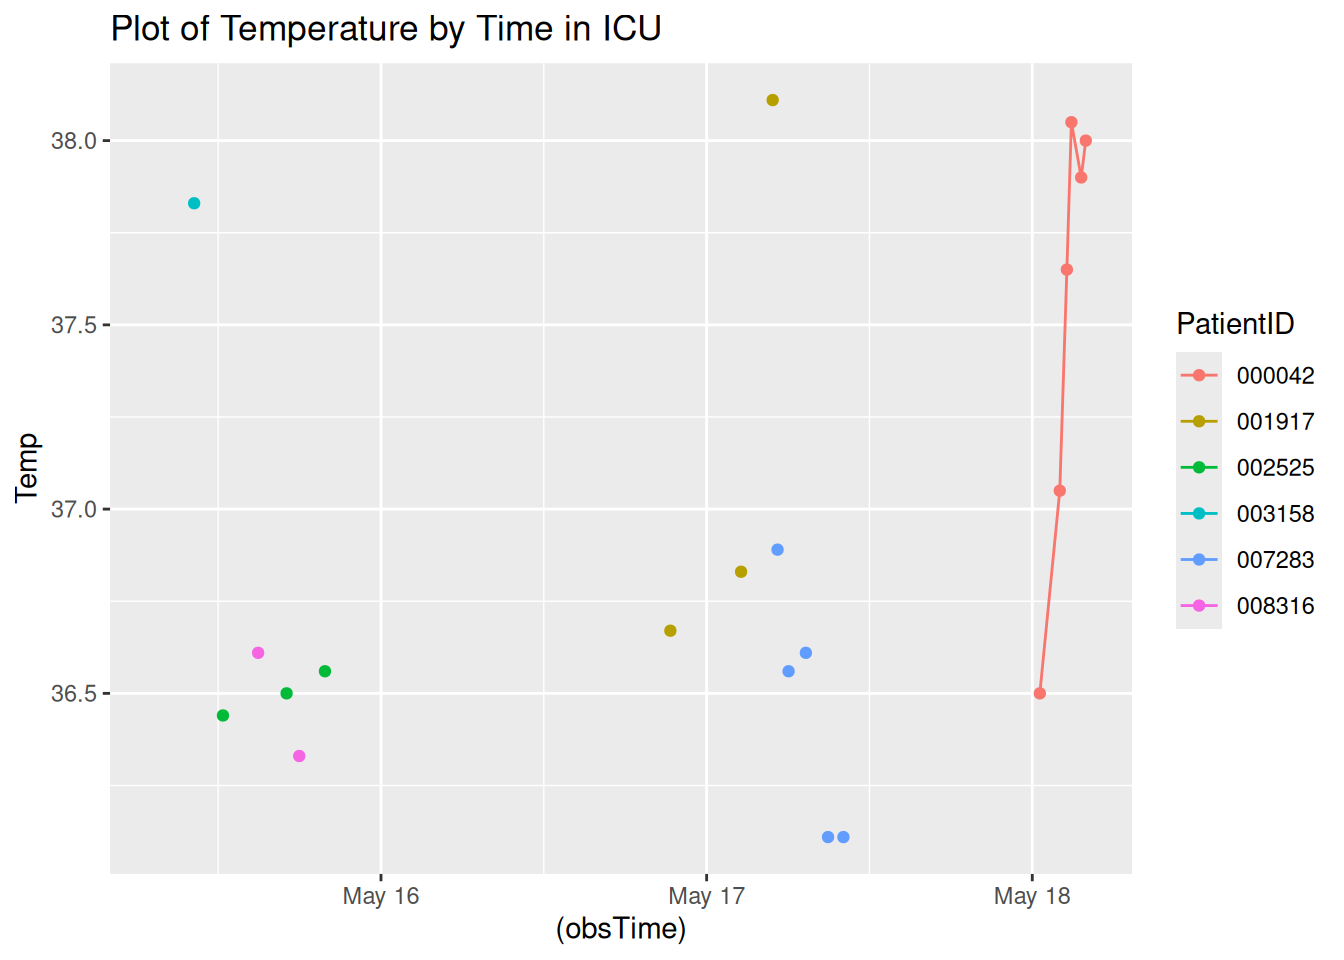 Plot of Temperature by Time in ICU
38.0
37.5
37.0
36.5
Temp
May 16
May 17
May 18
(obsTime)
PatientID
000042
001917
002525
003158
007283
008316